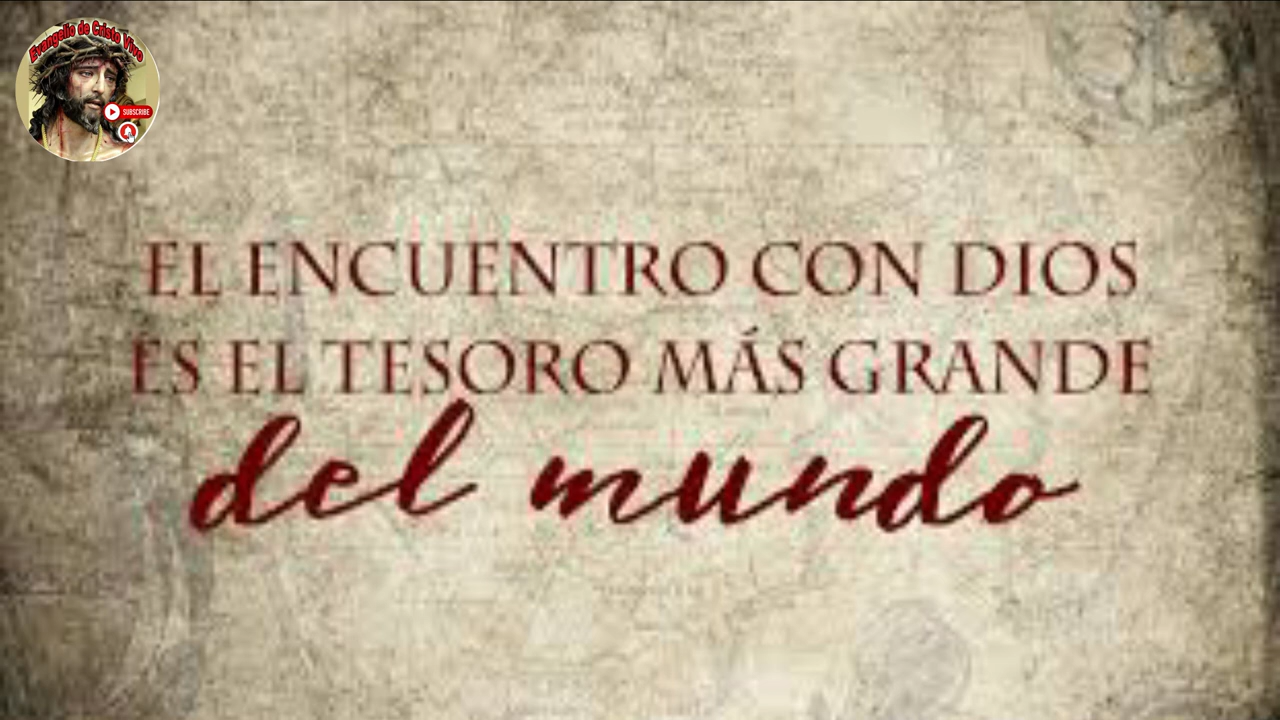 Evangelio de Cristo Vivo
SUBSCRIBE
EL ENCUENTRO CON DIOS
ES EL TESORO MÁS GRANDE
del mundo